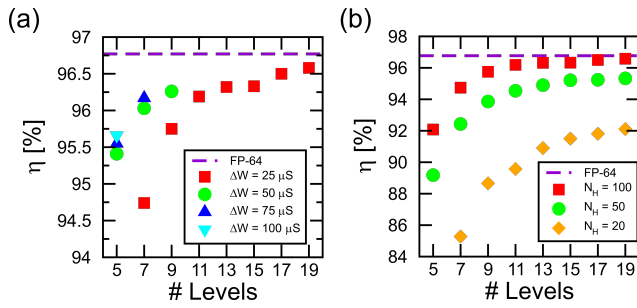 (a)
97
96.5
96
95.5
95
94.5
94
η [%]
5 7 9 11 13 15 17 19
# Levels
FP-64
ΔW = 25 μS
ΔW = 50 μS
ΔW = 75 μS
ΔW = 100 μS
(b)
98
96
94
92
90
88
86
84
η [%]
5 7 9 11 13 15 17 19
# Levels
FP-64
N_H = 100
N_H = 50
N_H = 20